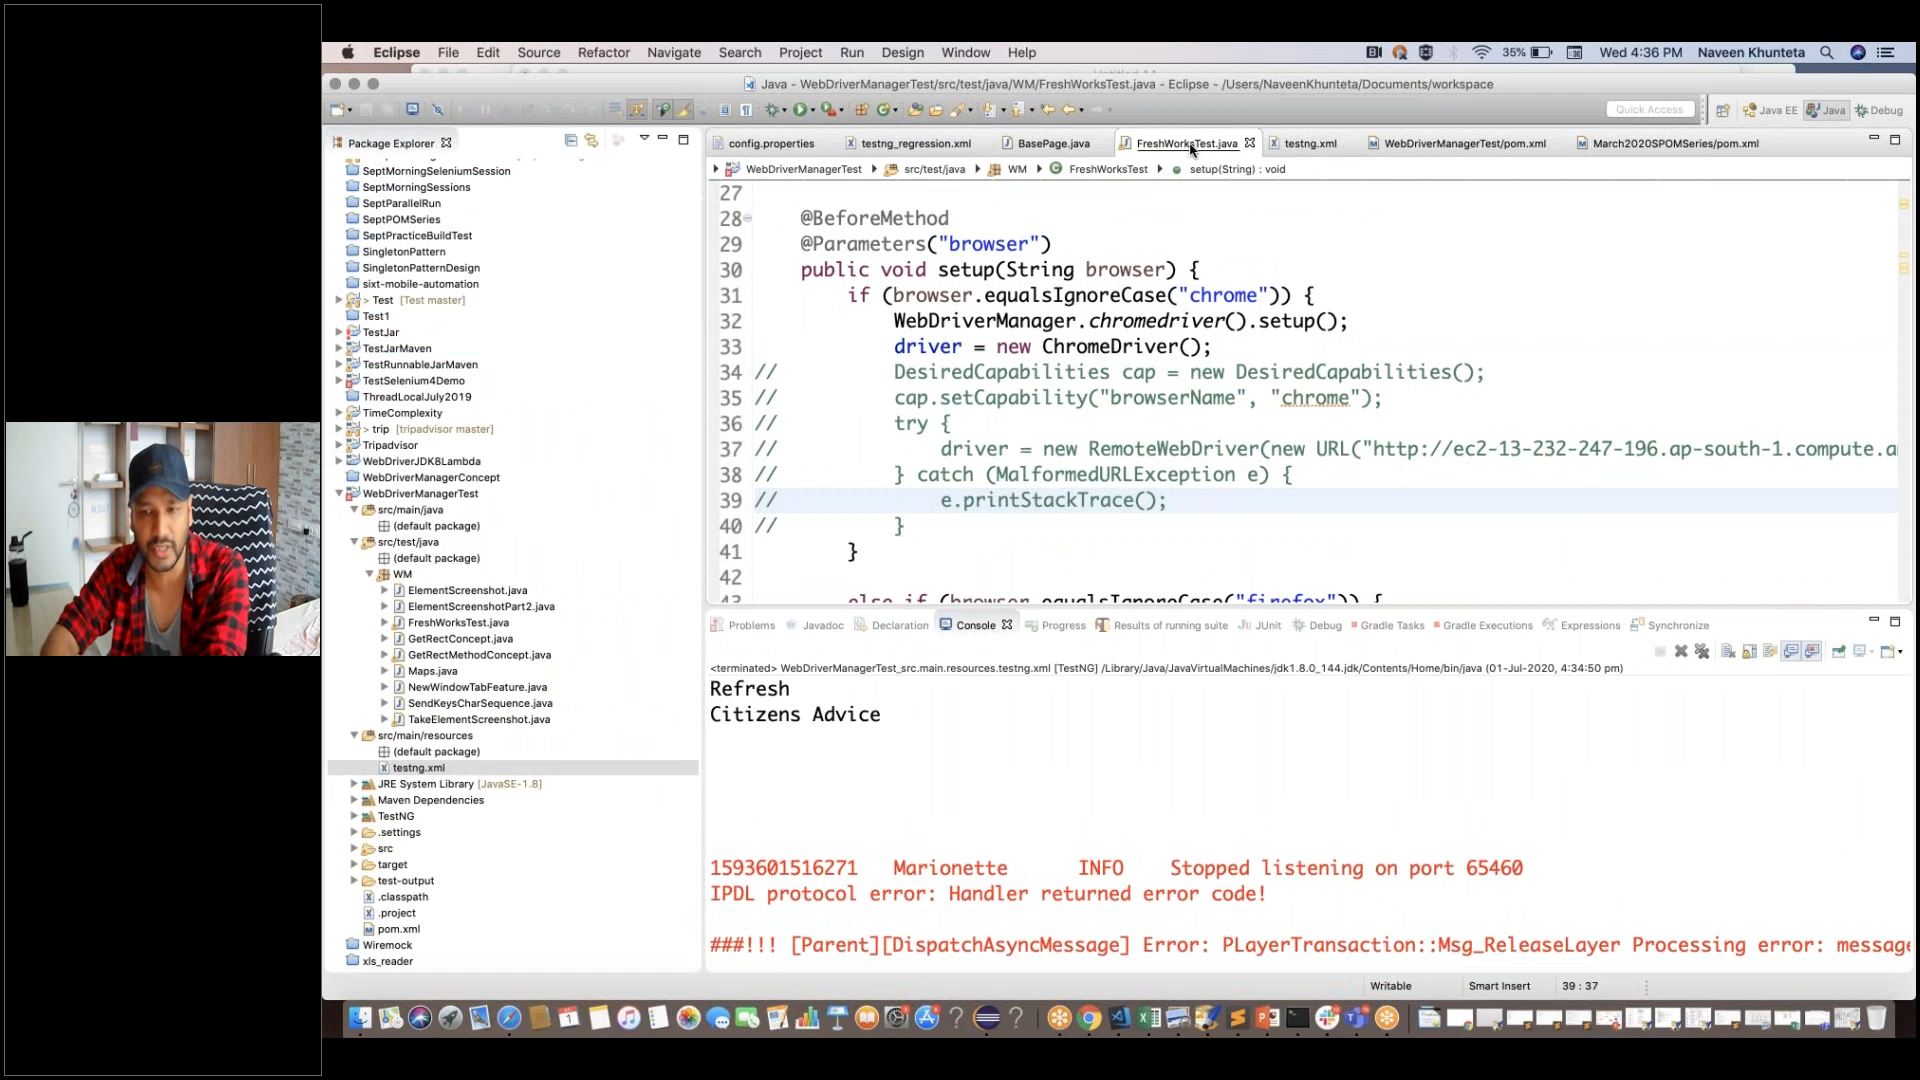 Eclipse File Edit Source Refactor Navigate Search Project Run Design Window Help
35% Wed 4:36 PM Naveen Khunteta
Java - WebDriverManagerTest/src/test/java/WM/FreshWorksTest.java - Eclipse - /Users/NaveenKhunteta/Documents/workspace
Quick Access Java EE Java Debug
Package Explorer
SeptMorningSeleniumSession
SeptMorningSessions
SeptParallelRun
SeptPOMSeries
SeptPracticeBuildTest
SingletonPattern
SingletonPatternDesign
sixt-mobile-automation
> Test [Test master]
Test1
TestJar
TestJarMaven
TestRunnableJarMaven
TestSelenium4Demo
ThreadLocalJuly2019
TimeComplexity
> trip [tripadvisor master]
Tripadvisor
WebDriverJDK8Lambda
WebDriverManagerConcept
WebDriverManagerTest
src/main/java
(default package)
src/test/java
(default package)
WM
ElementScreenshot.java
ElementScreenshotPart2.java
FreshWorksTest.java
GetRectConcept.java
GetRectMethodConcept.java
Maps.java
NewWindowTabFeature.java
SendKeysCharSequence.java
TakeElementScreenshot.java
src/main/resources
(default package)
testng.xml
JRE System Library [JavaSE-1.8]
Maven Dependencies
TestNG
.settings
src
target
test-output
.classpath
.project
pom.xml
Wiremock
xls_reader
config.properties testng_regression.xml BasePage.java FreshWorksTest.java testng.xml WebDriverManagerTest/pom.xml March2020SPOMSeries/pom.xml
WebDriverManagerTest src/test/java WM FreshWorksTest setup(String) : void
27
28 @BeforeMethod
29 @Parameters("browser")
30 public void setup(String browser) {
31 if (browser.equalsIgnoreCase("chrome")) {
32 WebDriverManager.chromedriver().setup();
33 driver = new ChromeDriver();
34 // DesiredCapabilities cap = new DesiredCapabilities();
35 // cap.setCapability("browserName", "chrome");
36 // try {
37 // driver = new RemoteWebDriver(new URL("http://ec2-13-232-247-196.ap-south-1.compute.a
38 // } catch (MalformedURLException e) {
39 // e.printStackTrace();
40 // }
41 }
42
43 else if (browser.equalsIgnoreCase("firefox")) {
Problems Javadoc Declaration Console Progress Results of running suite JUnit Debug Gradle Tasks Gradle Executions Expressions Synchronize
<terminated> WebDriverManagerTest_src.main.resources.testng.xml [TestNG] /Library/Java/JavaVirtualMachines/jdk1.8.0_144.jdk/Contents/Home/bin/java (01-Jul-2020, 4:34:50 pm)
Refresh
Citizens Advice
1593601516271 Marionette INFO Stopped listening on port 65460
IPDL protocol error: Handler returned error code!
###!!! [Parent][DispatchAsyncMessage] Error: PLayerTransaction::Msg_ReleaseLayer Processing error: message
Writable Smart Insert 39 : 37